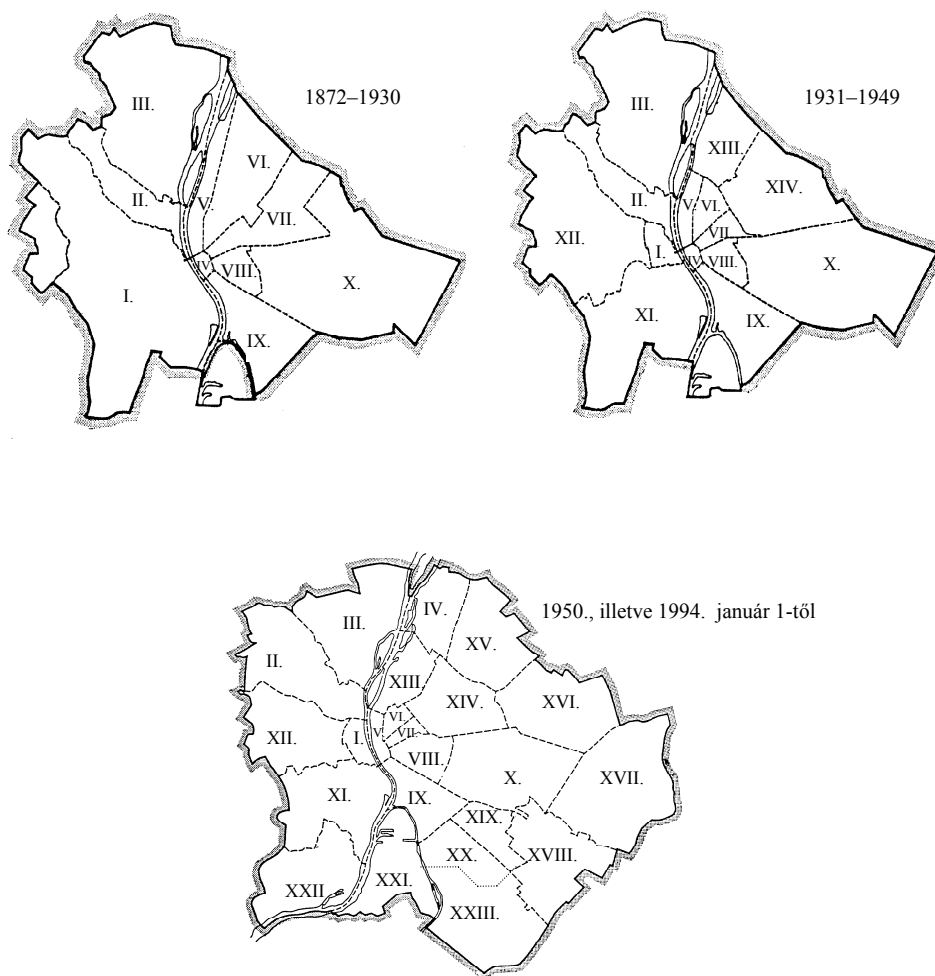 1872–1930
III.
VI.
II.
V.
VII.
IV.
VIII.
X.
I.
IX.
1931–1949
III.
XIII.
XIV.
II.
V.
VI.
XII.
VII.
I.
IV.
VIII.
X.
XI.
IX.
1950., illetve 1994. január 1-től
IV.
III.
XV.
II.
XIII
XIV.
XVI.
VI.
V.
XII.
I.
VII.
VIII.
X.
XVII.
XI.
IX.
XIX.
XX.
XVIII.
XXII
XXI.
XXIII.